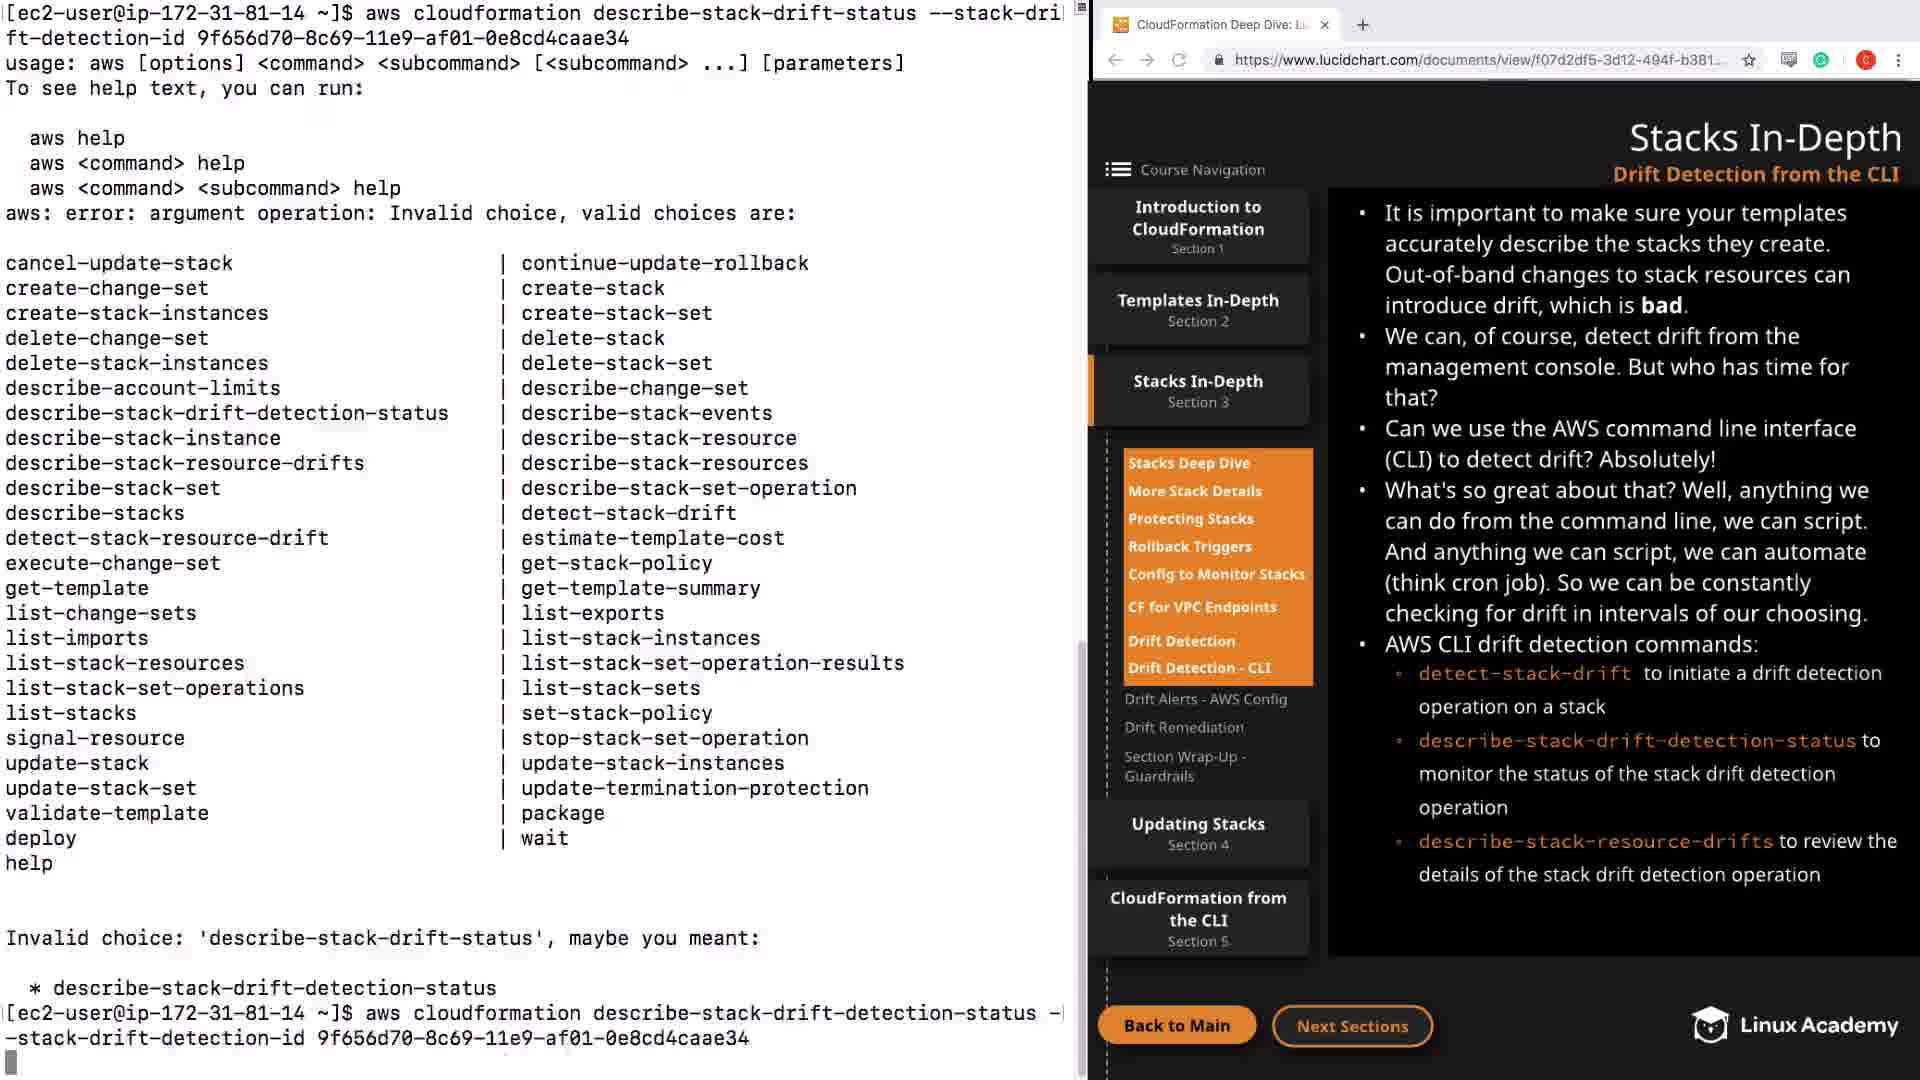 [ec2-user@ip-172-31-81-14 ~]$ aws cloudformation describe-stack-drift-status --stack-dri
ft-detection-id 9f656d70-8c69-11e9-af01-0e8cd4caae34
usage: aws [options] <command> <subcommand> [<subcommand> ...] [parameters]
To see help text, you can run:
aws help
aws <command> help
aws <command> <subcommand> help
aws: error: argument operation: Invalid choice, valid choices are:
cancel-update-stack | continue-update-rollback
create-change-set | create-stack
create-stack-instances | create-stack-set
delete-change-set | delete-stack
delete-stack-instances | delete-stack-set
describe-account-limits | describe-change-set
describe-stack-drift-detection-status | describe-stack-events
describe-stack-instance | describe-stack-resource
describe-stack-resource-drifts | describe-stack-resources
describe-stack-set | describe-stack-set-operation
describe-stacks | detect-stack-drift
detect-stack-resource-drift | estimate-template-cost
execute-change-set | get-stack-policy
get-template | get-template-summary
list-change-sets | list-exports
list-imports | list-stack-instances
list-stack-resources | list-stack-set-operation-results
list-stack-set-operations | list-stack-sets
list-stacks | set-stack-policy
signal-resource | stop-stack-set-operation
update-stack | update-stack-instances
update-stack-set | update-termination-protection
validate-template | package
deploy | wait
help
Invalid choice: 'describe-stack-drift-status', maybe you meant:
* describe-stack-drift-detection-status
[ec2-user@ip-172-31-81-14 ~]$ aws cloudformation describe-stack-drift-detection-status -
-stack-drift-detection-id 9f656d70-8c69-11e9-af01-0e8cd4caae34
CloudFormation Deep Dive: Lu
https://www.lucidchart.com/documents/view/f07d2df5-3d12-494f-b381...
C
Stacks In-Depth
Drift Detection from the CLI
Course Navigation
Introduction to
CloudFormation
Section 1
Templates In-Depth
Section 2
Stacks In-Depth
Section 3
Stacks Deep Dive
More Stack Details
Protecting Stacks
Rollback Triggers
Config to Monitor Stacks
CF for VPC Endpoints
Drift Detection
Drift Detection - CLI
Drift Alerts - AWS Config
Drift Remediation
Section Wrap-Up -
Guardrails
Updating Stacks
Section 4
CloudFormation from
the CLI
Section 5
• It is important to make sure your templates
accurately describe the stacks they create.
Out-of-band changes to stack resources can
introduce drift, which is bad.
• We can, of course, detect drift from the
management console. But who has time for
that?
• Can we use the AWS command line interface
(CLI) to detect drift? Absolutely!
• What's so great about that? Well, anything we
can do from the command line, we can script.
And anything we can script, we can automate
(think cron job). So we can be constantly
checking for drift in intervals of our choosing.
• AWS CLI drift detection commands:
◦ detect-stack-drift to initiate a drift detection
operation on a stack
◦ describe-stack-drift-detection-status to
monitor the status of the stack drift detection
operation
◦ describe-stack-resource-drifts to review the
details of the stack drift detection operation
Back to Main
Next Sections
Linux Academy